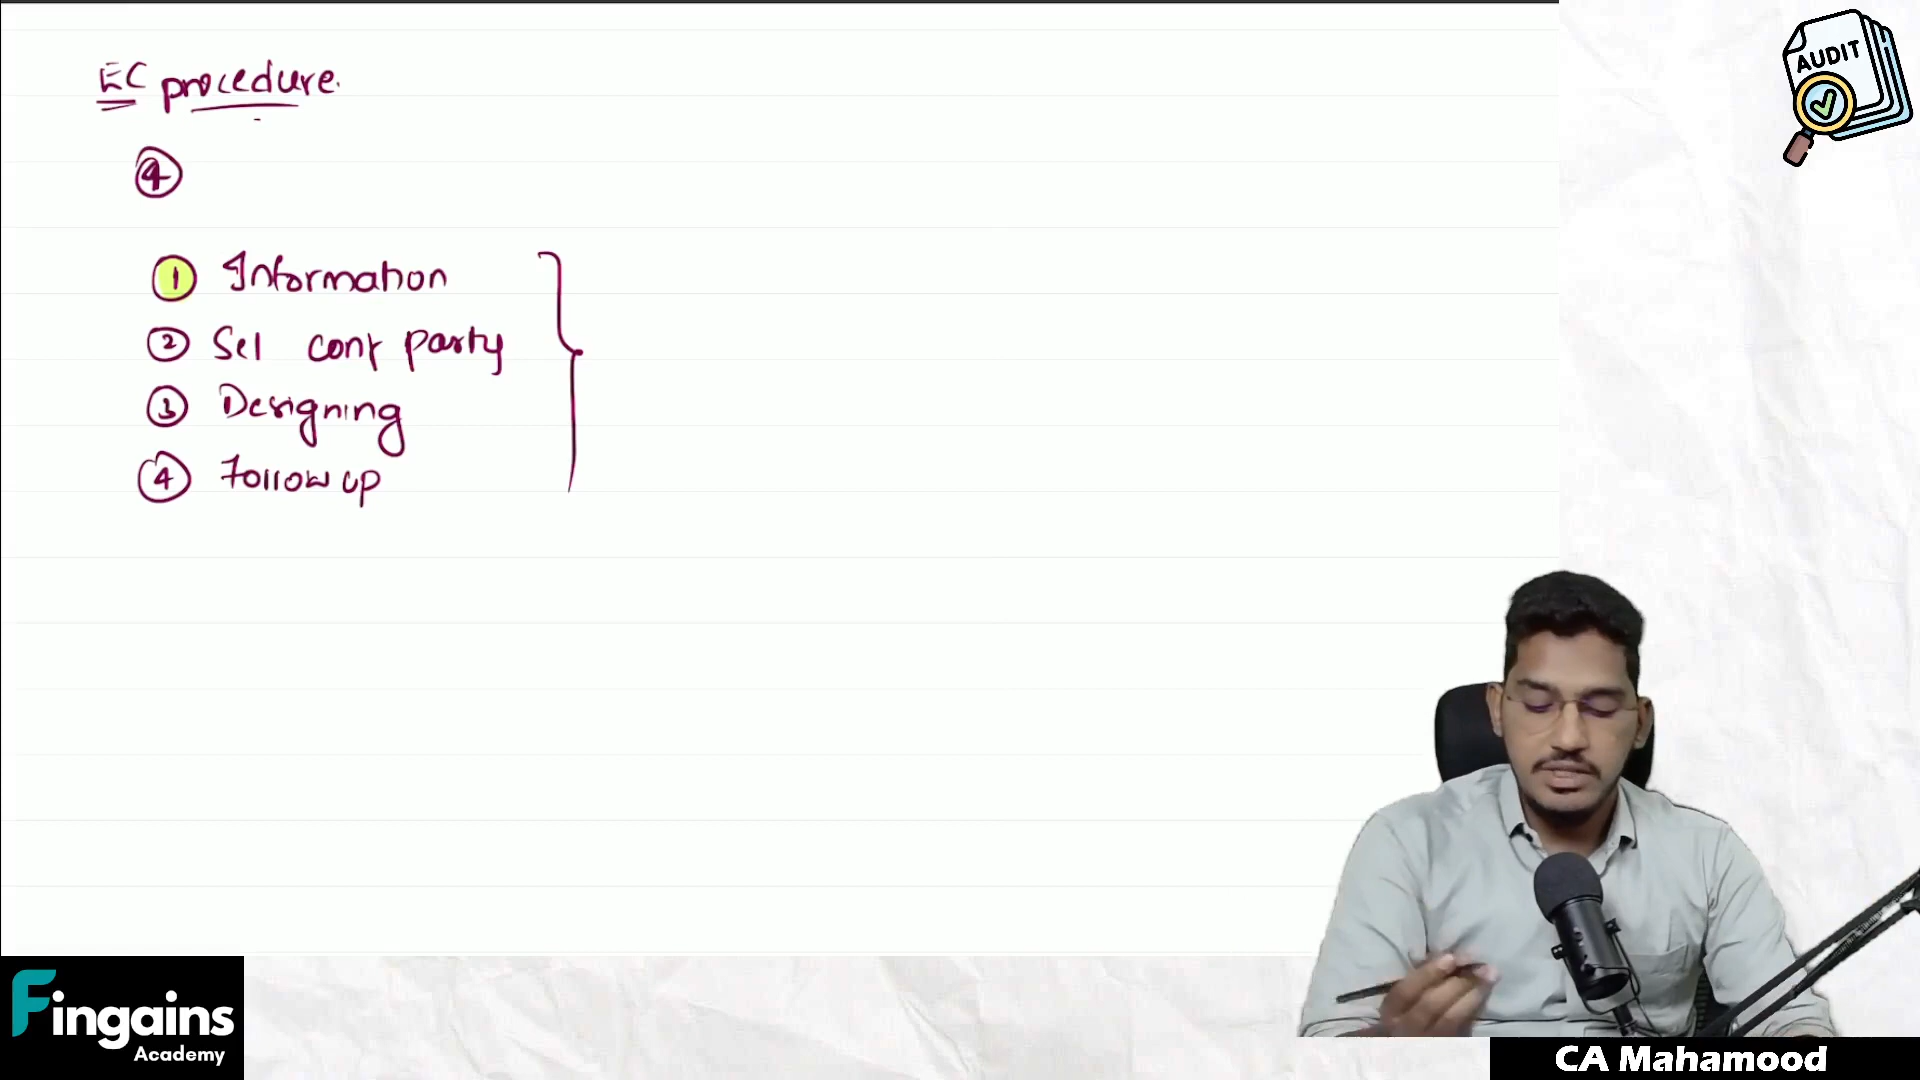 EC procedure.
4
1 Information
2 Sel conf party
3 Designing
4 Follow up
AUDIT
Fingains
Academy
CA Mahamood